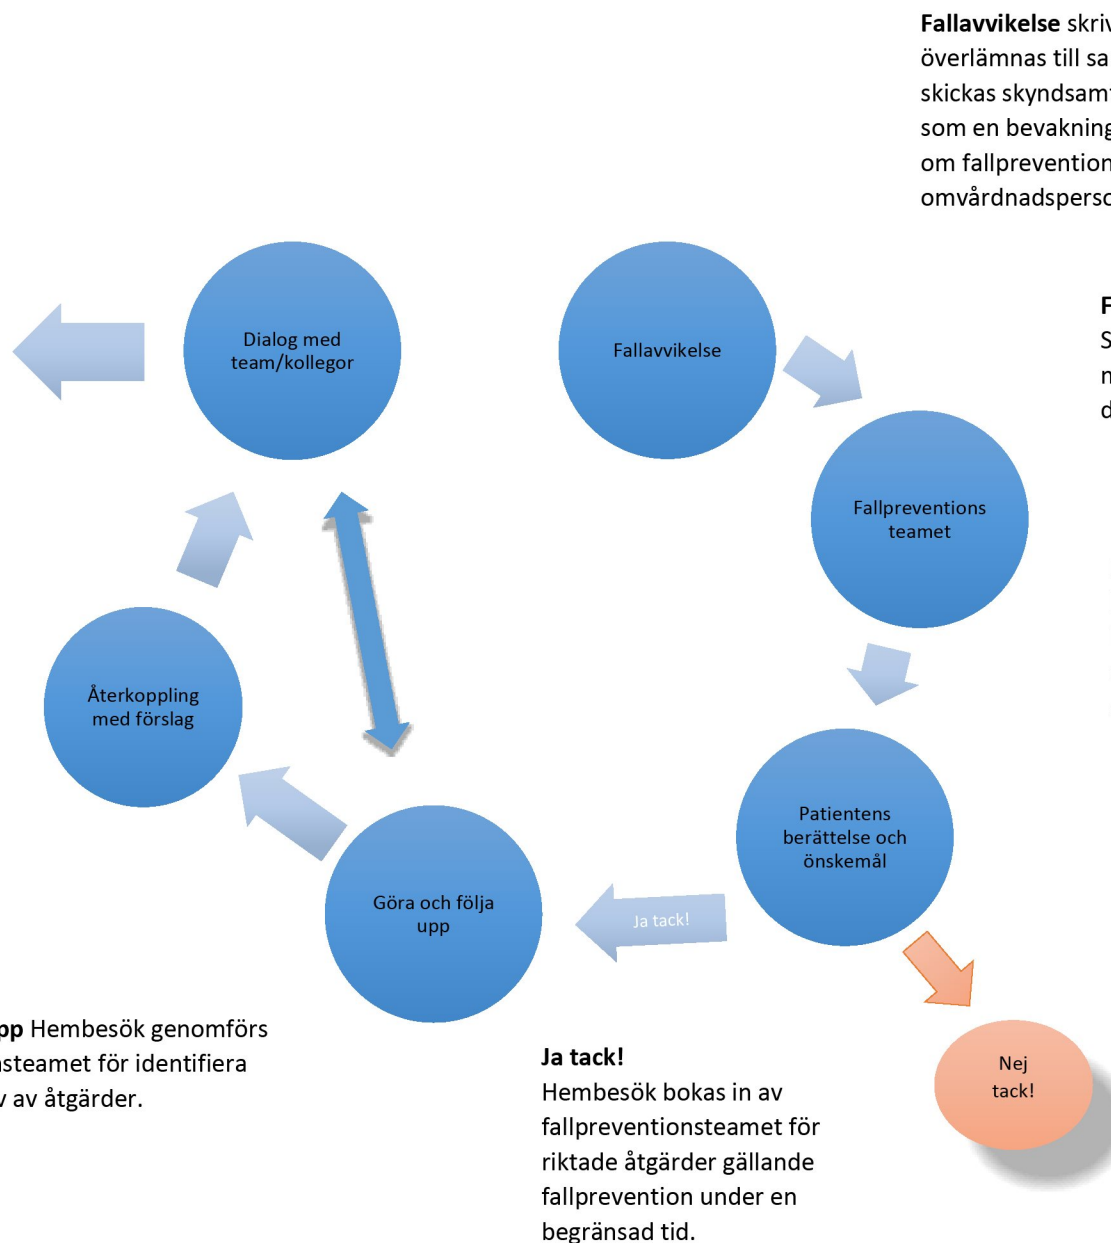 Fallavvikelse skriv
överlämnas till sa
skickas skyndsamt
som en bevakning
om fallprevention
omvårdnadsperso
Dialog med
team/kollegor
Fallavvikelse
F
S
n
d
Fallpreventions
teamet
Återkoppling
med förslag
Patientens
berättelse och
önskemål
Göra och följa
upp
Ja tack!
pp Hembesök genomförs
nsteamet för identifiera
v av åtgärder.
Ja tack!
Hembesök bokas in av
fallpreventionsteamet för
riktade åtgärder gällande
fallprevention under en
begränsad tid.
Nej
tack!